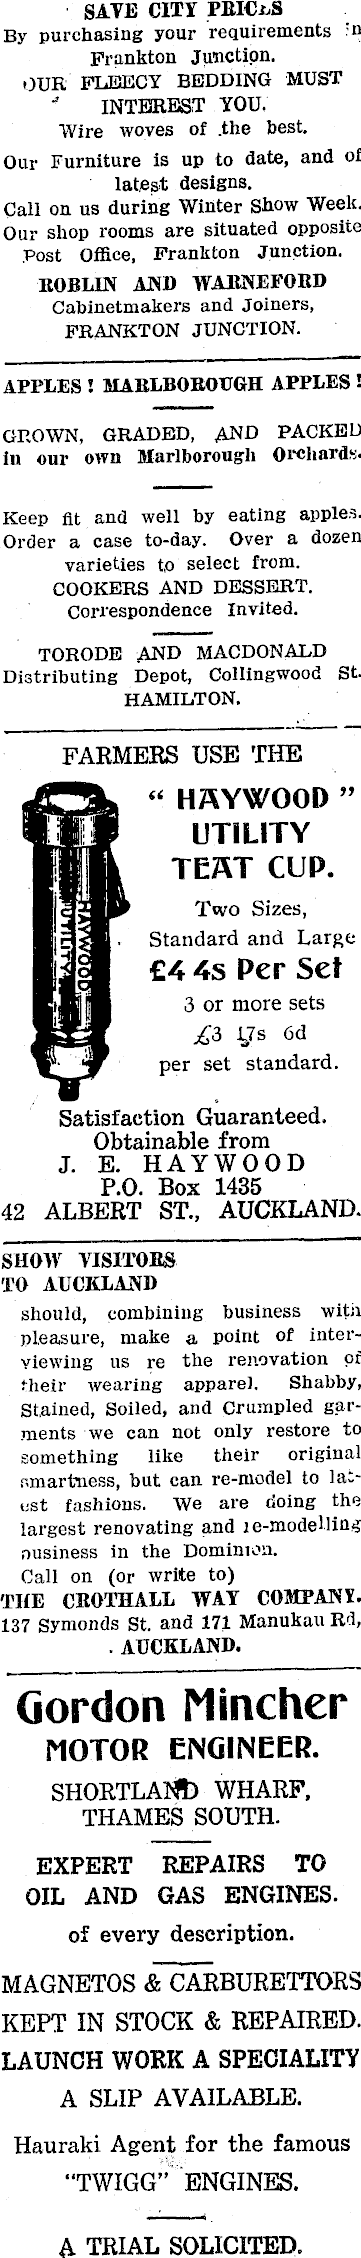 SAVE CITY PRICES
By purchasing your requirements in
Frankton Junction.
OUR FLEECY BEDDING MUST
INTEREST YOU.
Wire woves of the best.
Our Furniture is up to date, and of
latest designs.
Call on us during Winter Show Week.
Our shop rooms are situated opposite
Post Office, Frankton Junction.
ROBLIN AND WARNEFORD
Cabinetmakers and Joiners,
FRANKTON JUNCTION.
APPLES! MARLBOROUGH APPLES!
GROWN, GRADED, AND PACKED
in our own Marlborough Orchards.
Keep fit and well by eating apples.
Order a case to-day. Over a dozen
varieties to select from.
COOKERS AND DESSERT.
Correspondence Invited.
TORODE AND MACDONALD
Distributing Depot, Collingwood St.
HAMILTON.
FARMERS USE THE
"HAYWOOD"
UTILITY
TEAT CUP.
HAYWOOD
UTILITY
Two Sizes,
Standard and Large
£4 4s Per Set
3 or more sets
£3 17s 6d
per set standard.
Satisfaction Guaranteed.
Obtainable from
J. E. HAYWOOD
P.O. Box 1435
42 ALBERT ST., AUCKLAND.
SHOW VISITORS
TO AUCKLAND
should, combining business with
pleasure, make a point of inter-
viewing us re the renovation of
their wearing apparel. Shabby,
Stained, Soiled, and Crumpled gar-
ments we can not only restore to
something like their original
smartness, but can re-model to lat-
est fashions. We are doing the
largest renovating and re-modelling
business in the Dominion.
Call on (or write to)
THE CROTHALL WAY COMPANY.
137 Symonds St. and 171 Manukau Rd,
AUCKLAND.
Gordon Mincher
MOTOR ENGINEER.
SHORTLAND WHARF,
THAMES SOUTH.
EXPERT REPAIRS TO
OIL AND GAS ENGINES.
of every description.
MAGNETOS & CARBURETTORS
KEPT IN STOCK & REPAIRED.
LAUNCH WORK A SPECIALITY
A SLIP AVAILABLE.
Hauraki Agent for the famous
"TWIGG" ENGINES.
A TRIAL SOLICITED.